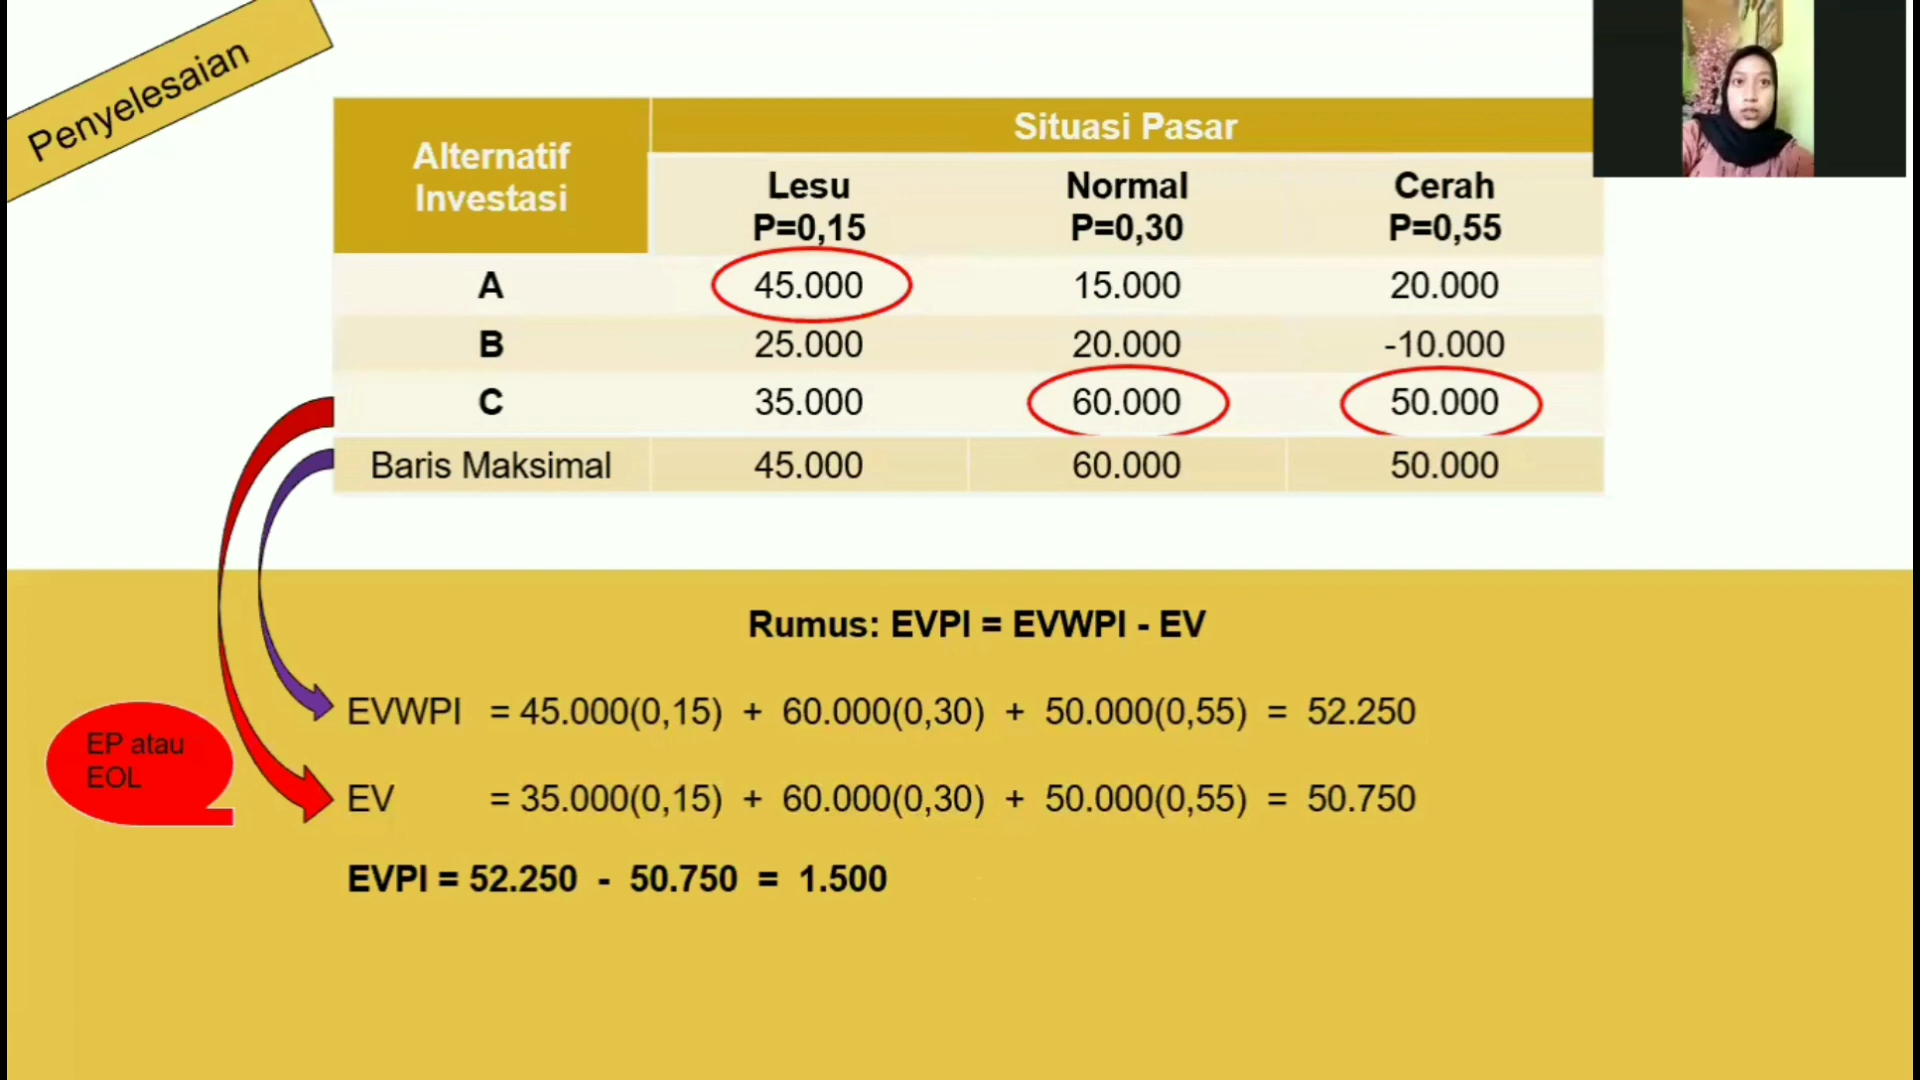 Penyelesaian
Alternatif
Investasi
Situasi Pasar
Lesu
P=0,15
Normal
P=0,30
Cerah
P=0,55
A 45.000 15.000 20.000
B 25.000 20.000 -10.000
C 35.000 60.000 50.000
Baris Maksimal 45.000 60.000 50.000
Rumus: EVPI = EVWPI - EV
EVWPI = 45.000(0,15) + 60.000(0,30) + 50.000(0,55) = 52.250
EP atau
EOL
EV = 35.000(0,15) + 60.000(0,30) + 50.000(0,55) = 50.750
EVPI = 52.250 - 50.750 = 1.500